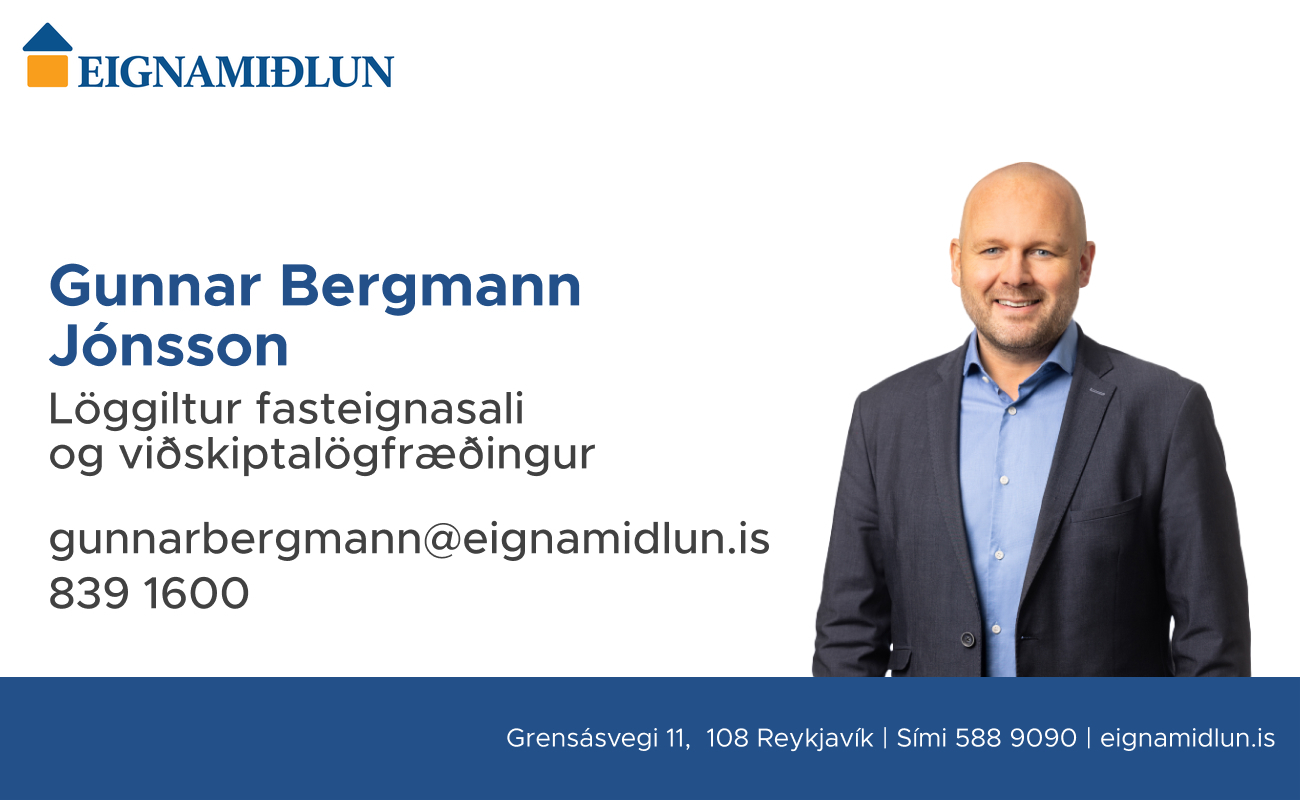 EIGNAMIÐLUN
Gunnar Bergmann
Jónsson
Löggiltur fasteignasali
og viðskiptalögfræðingur
gunnarbergmann@eignamidlun.is
839 1600
Grensásvegi 11,  108 Reykjavík | Sími 588 9090 | eignamidlun.is